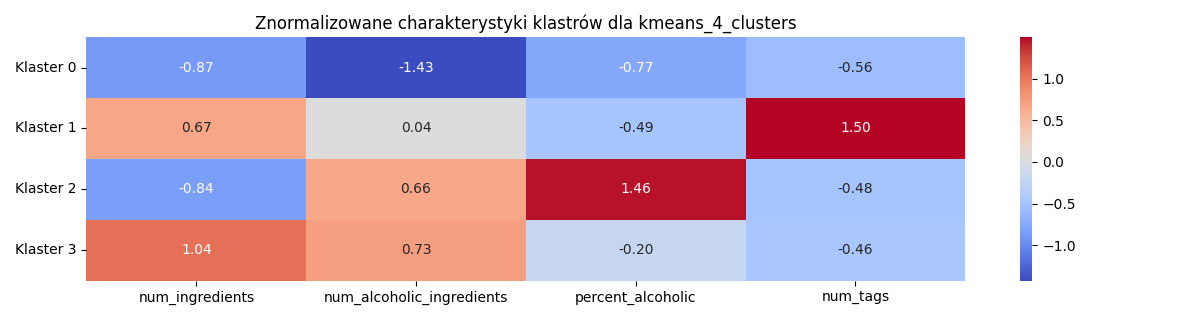 Znormalizowane charakterystyki klastrów dla kmeans_4_clusters
Klaster 0 -0.87 -1.43 -0.77 -0.56
Klaster 1 0.67 0.04 -0.49 1.50
Klaster 2 -0.84 0.66 1.46 -0.48
Klaster 3 1.04 0.73 -0.20 -0.46
num_ingredients num_alcoholic_ingredients percent_alcoholic num_tags
1.0
0.5
0.0
−0.5
−1.0